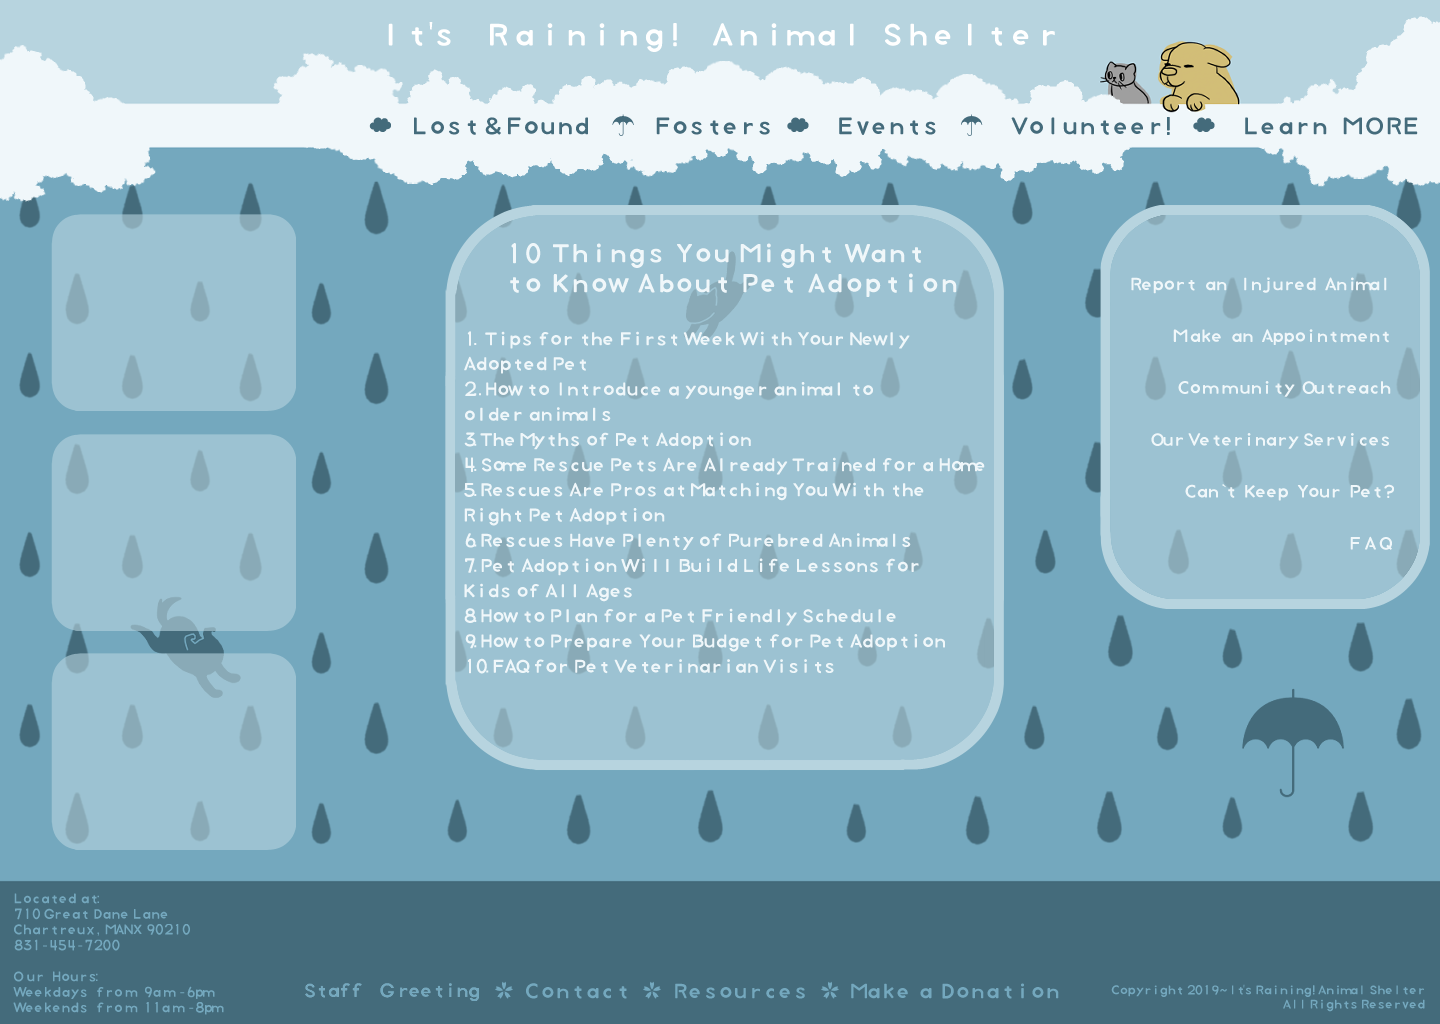 It's Raining! Animal Shelter
Lost&Found Fosters Events Volunteer! Learn MORE
10 Things You Might Want
to Know About Pet Adoption
1. Tips for the First Week With Your Newly
Adopted Pet
2. How to Introduce a younger animal to
older animals
3. The Myths of Pet Adoption
4. Some Rescue Pets Are Already Trained for a Home
5. Rescues Are Pros at Matching You With the
Right Pet Adoption
6. Rescues Have Plenty of Purebred Animals
7. Pet Adoption Will Build Life Lessons for
Kids of All Ages
8. How to Plan for a Pet Friendly Schedule
9. How to Prepare Your Budget for Pet Adoption
10. FAQ for Pet Veterinarian Visits
Report an Injured Animal
Make an Appointment
Community Outreach
Our Veterinary Services
Can`t Keep Your Pet?
FAQ
Located at:
710 Great Dane Lane
Chartreux, MANX 90210
831-454-7200
Our Hours:
Weekdays from 9am-6pm
Weekends from 11am-8pm
Staff Greeting ✲ Contact ✲ Resources ✲ Make a Donation
Copyright 2019~It's Raining! Animal Shelter
All Rights Reserved